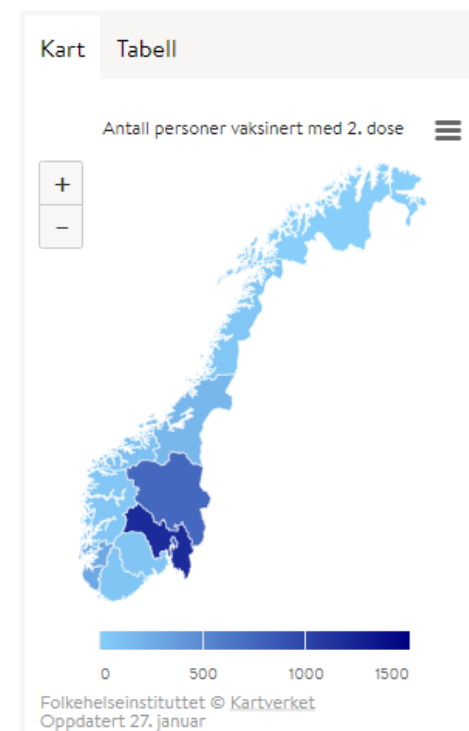 Kart Tabell
Antall personer vaksinert med 2. dose
+
−
0 500 1000 1500
Folkehelseinstituttet © Kartverket
Oppdatert 27. januar